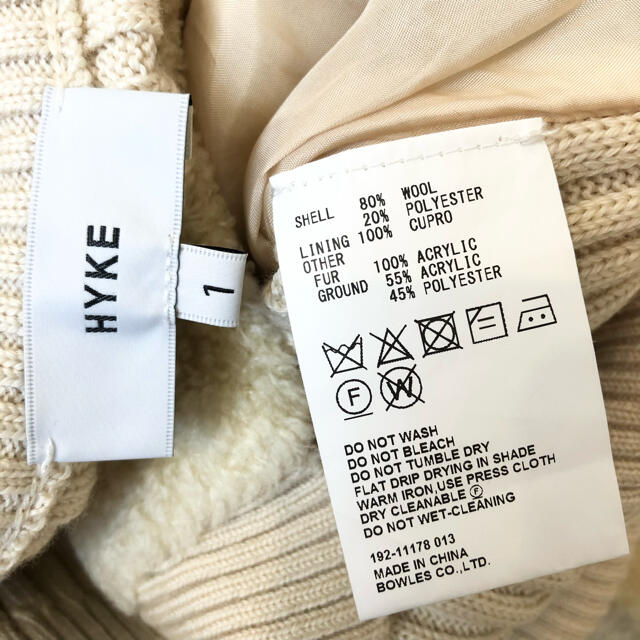 HYKE
1
SHELL 80% WOOL
20% POLYESTER
LINING 100% CUPRO
OTHER
FUR 100% ACRYLIC
GROUND 55% ACRYLIC
45% POLYESTER
F W
DO NOT WASH
DO NOT BLEACH
DO NOT TUMBLE DRY
FLAT DRIP DRYING IN SHADE
WARM IRON USE PRESS CLOTH
DRY CLEANABLE Ⓕ
DO NOT WET-CLEANING
192-11178 013
MADE IN CHINA
BOWLES CO.,LTD.